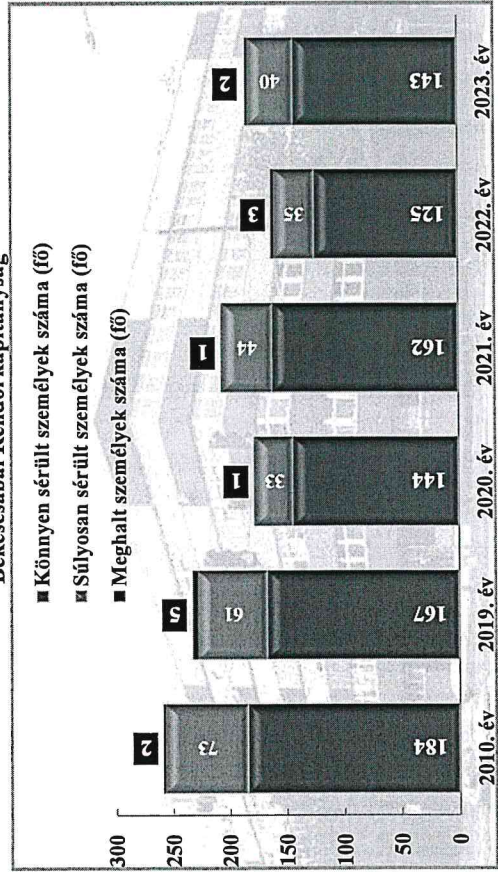 Békéscsabai Rendőrkapitányság
Könnyen sérült személyek száma (fő)
Súlyosan sérült személyek száma (fő)
Meghalt személyek száma (fő)
300
250
200
150
100
50
0
2 5 1 1 3 2
73 61 33 44 35 40
184 167 144 162 125 143
2010. év 2019. év 2020. év 2021. év 2022. év 2023. év